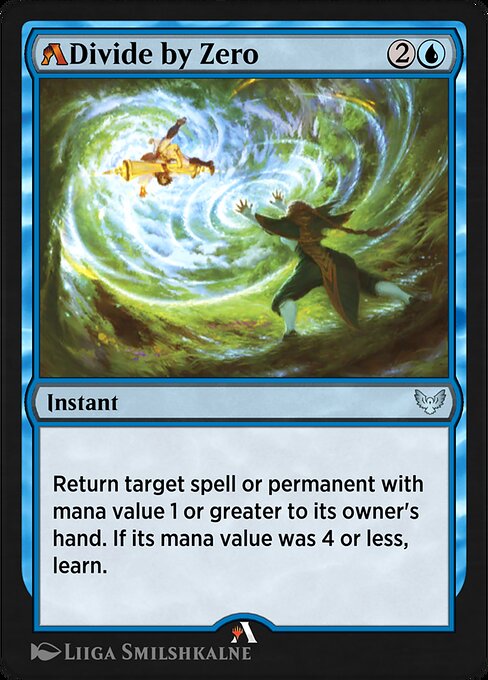 Divide by Zero 2
Instant
Return target spell or permanent with
mana value 1 or greater to its owner's
hand. If its mana value was 4 or less,
learn.
Liiga Smilshkalne